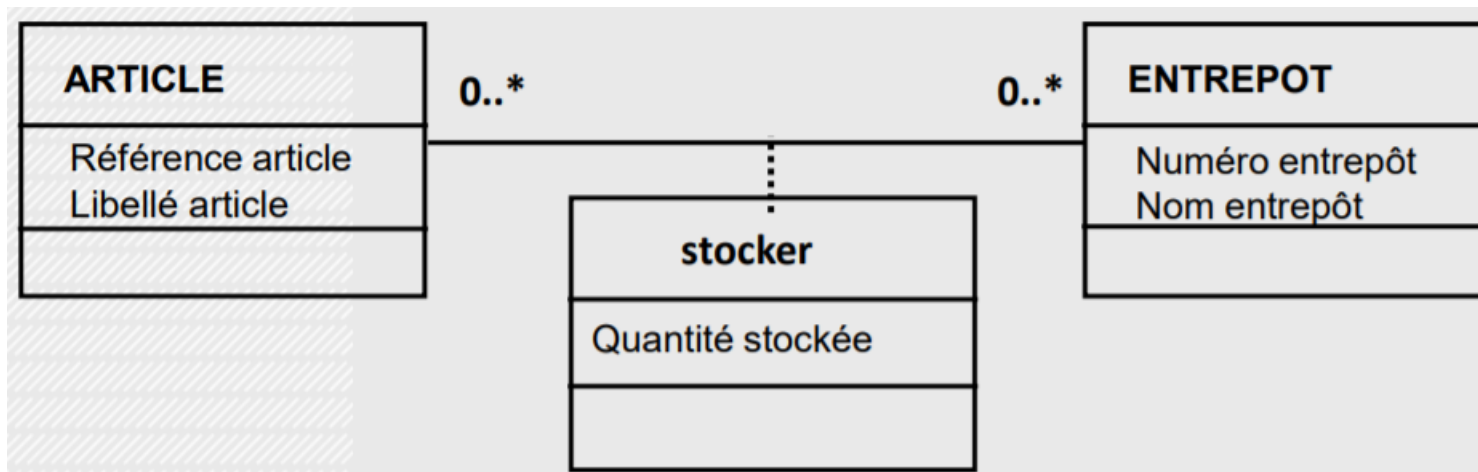 ARTICLE
Référence article
Libellé article
0..*
0..*
ENTREPOT
Numéro entrepôt
Nom entrepôt
stocker
Quantité stockée